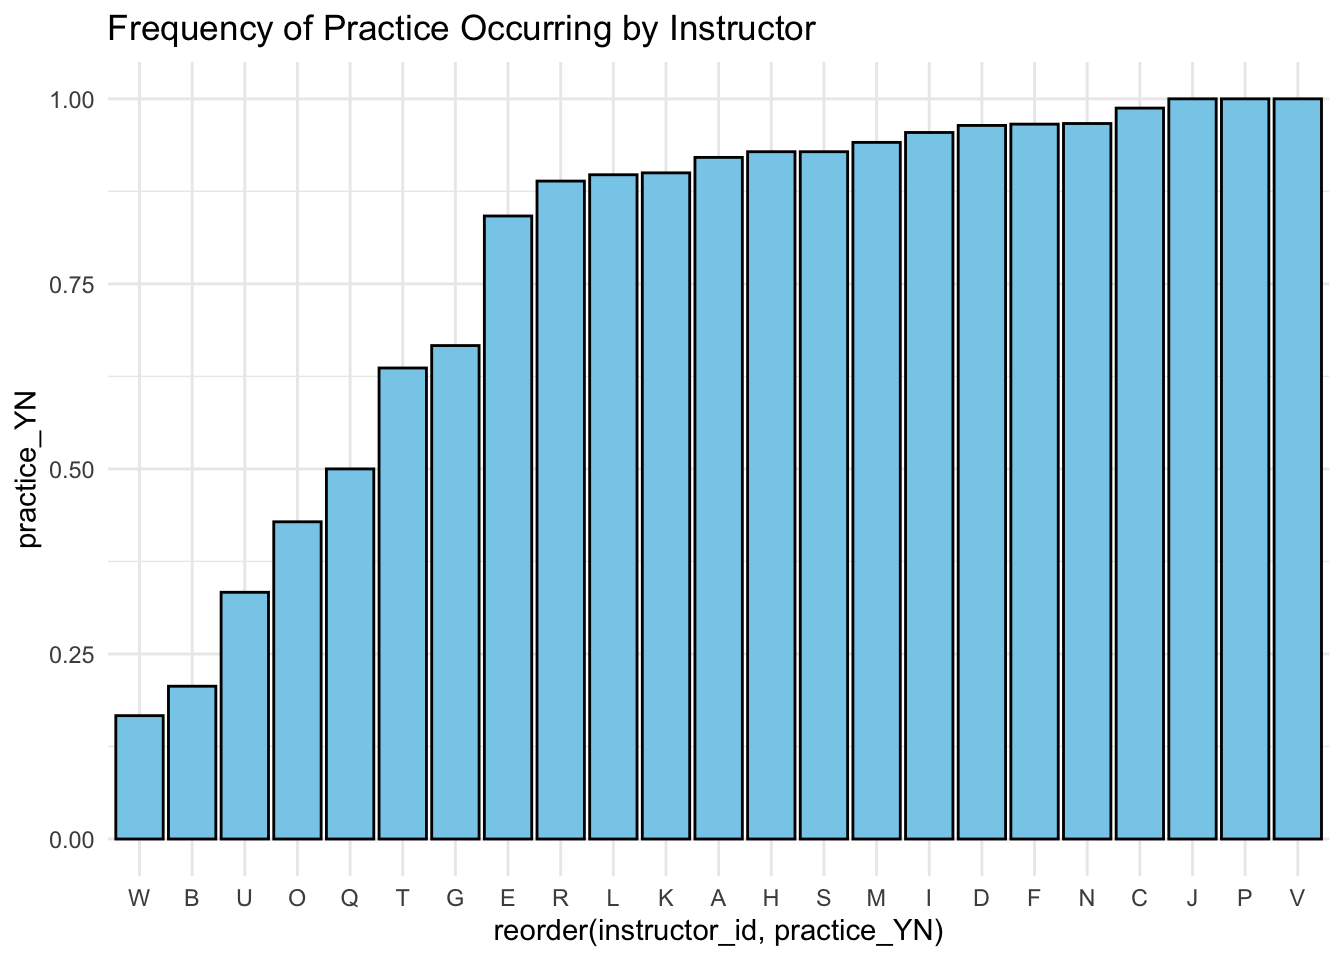 Frequency of Practice Occurring by Instructor
practice_YN
1.00
0.75
0.50
0.25
0.00
W B U O Q T G E R L K A H S M I D F N C J P V
reorder(instructor_id, practice_YN)